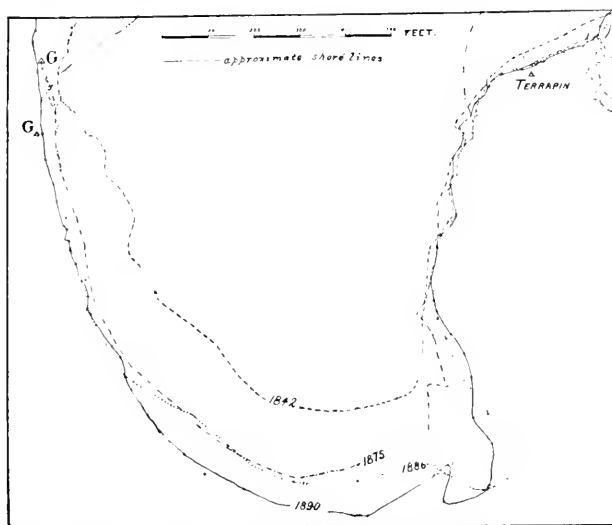 FEET.
approximate shore lines
G
G
TERRAPIN
1842
1875
1886
1890